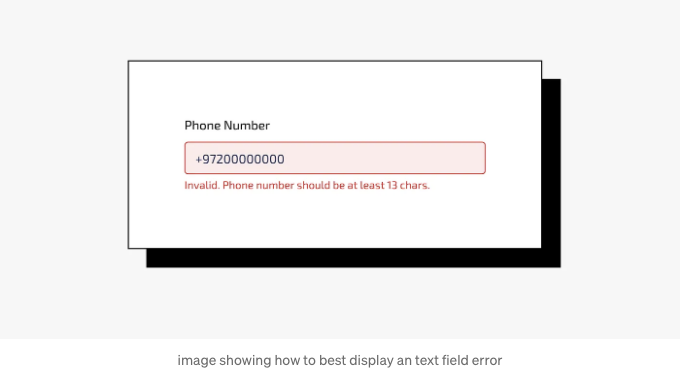 Phone Number
+97200000000
Invalid. Phone number should be at least 13 chars.
image showing how to best display an text field error